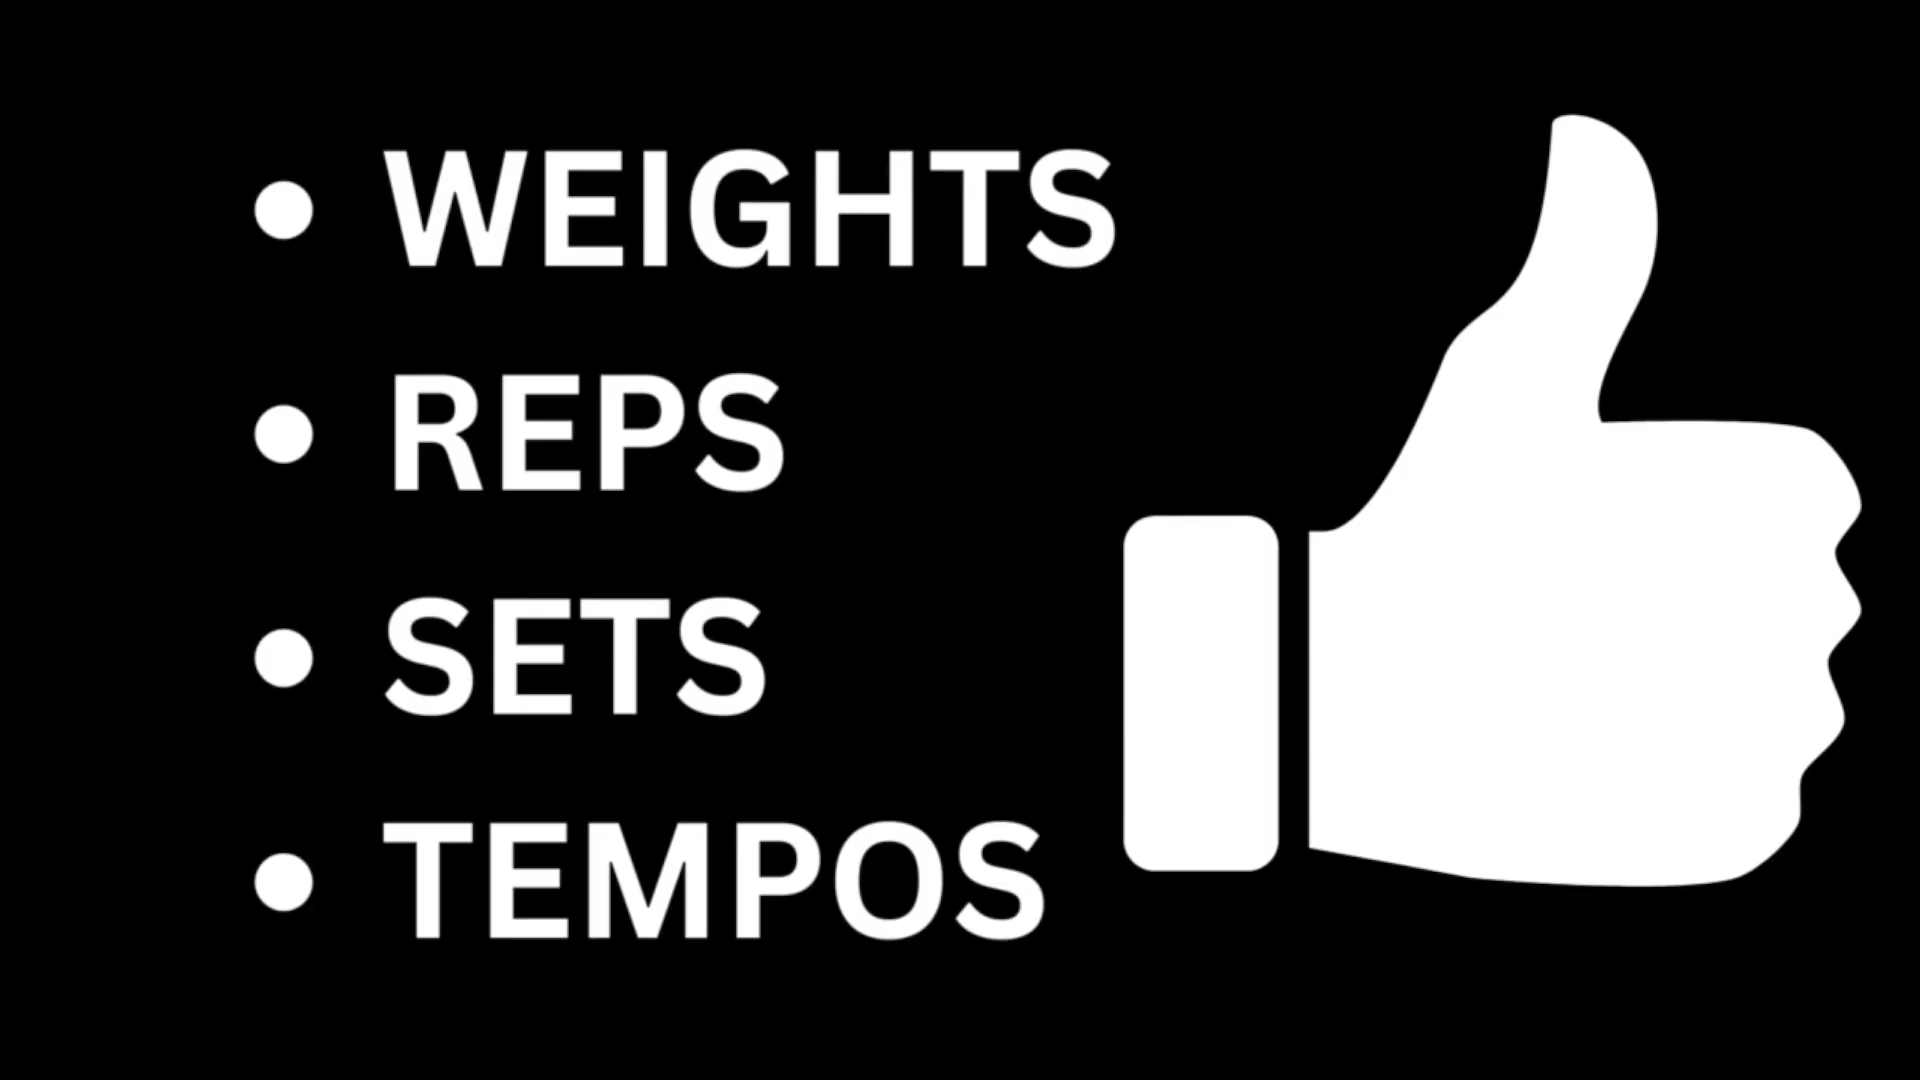 • WEIGHTS
• REPS
• SETS
• TEMPOS